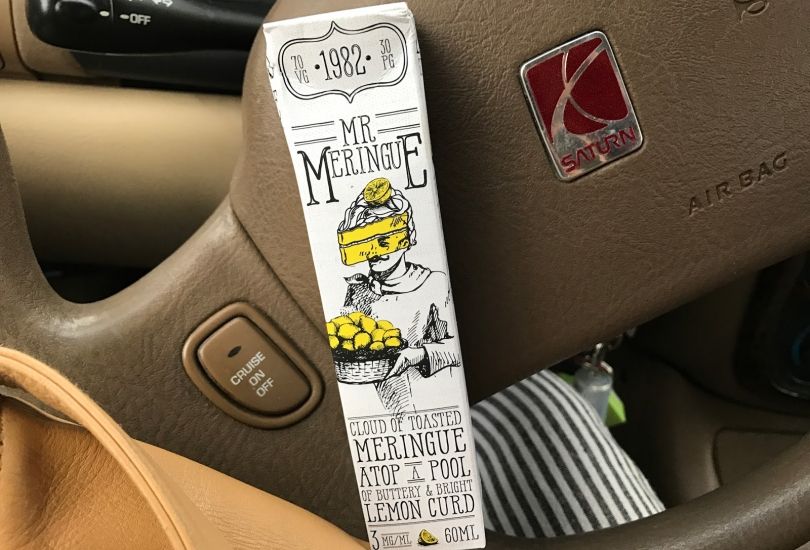 OFF
70
VG
·1982·
30
PG
MR
MERINGUE
CLOUD OF TOASTED
MERINGUE
ATOP A POOL
OF BUTTERY & BRIGHT
LEMON CURD
3 MG/ML 60ML
SATURN
AIR BAG
CRUISE
ON
OFF